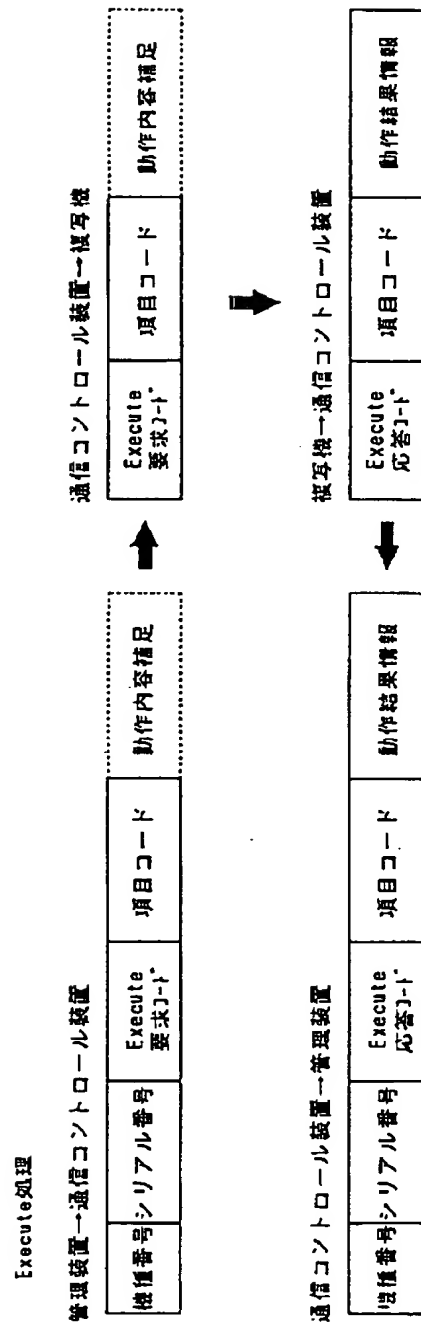 Execute処理
管理装置→通信コントロール装置
機種番号 シリアル番号 Execute 要求コード 項目コード 動作内容補足
通信コントロール装置→複写機
Execute 要求コード 項目コード 動作内容補足
複写機→通信コントロール装置
Execute 応答コード 項目コード 動作結果情報
通信コントロール装置→管理装置
機種番号 シリアル番号 Execute 応答コード 項目コード 動作結果情報